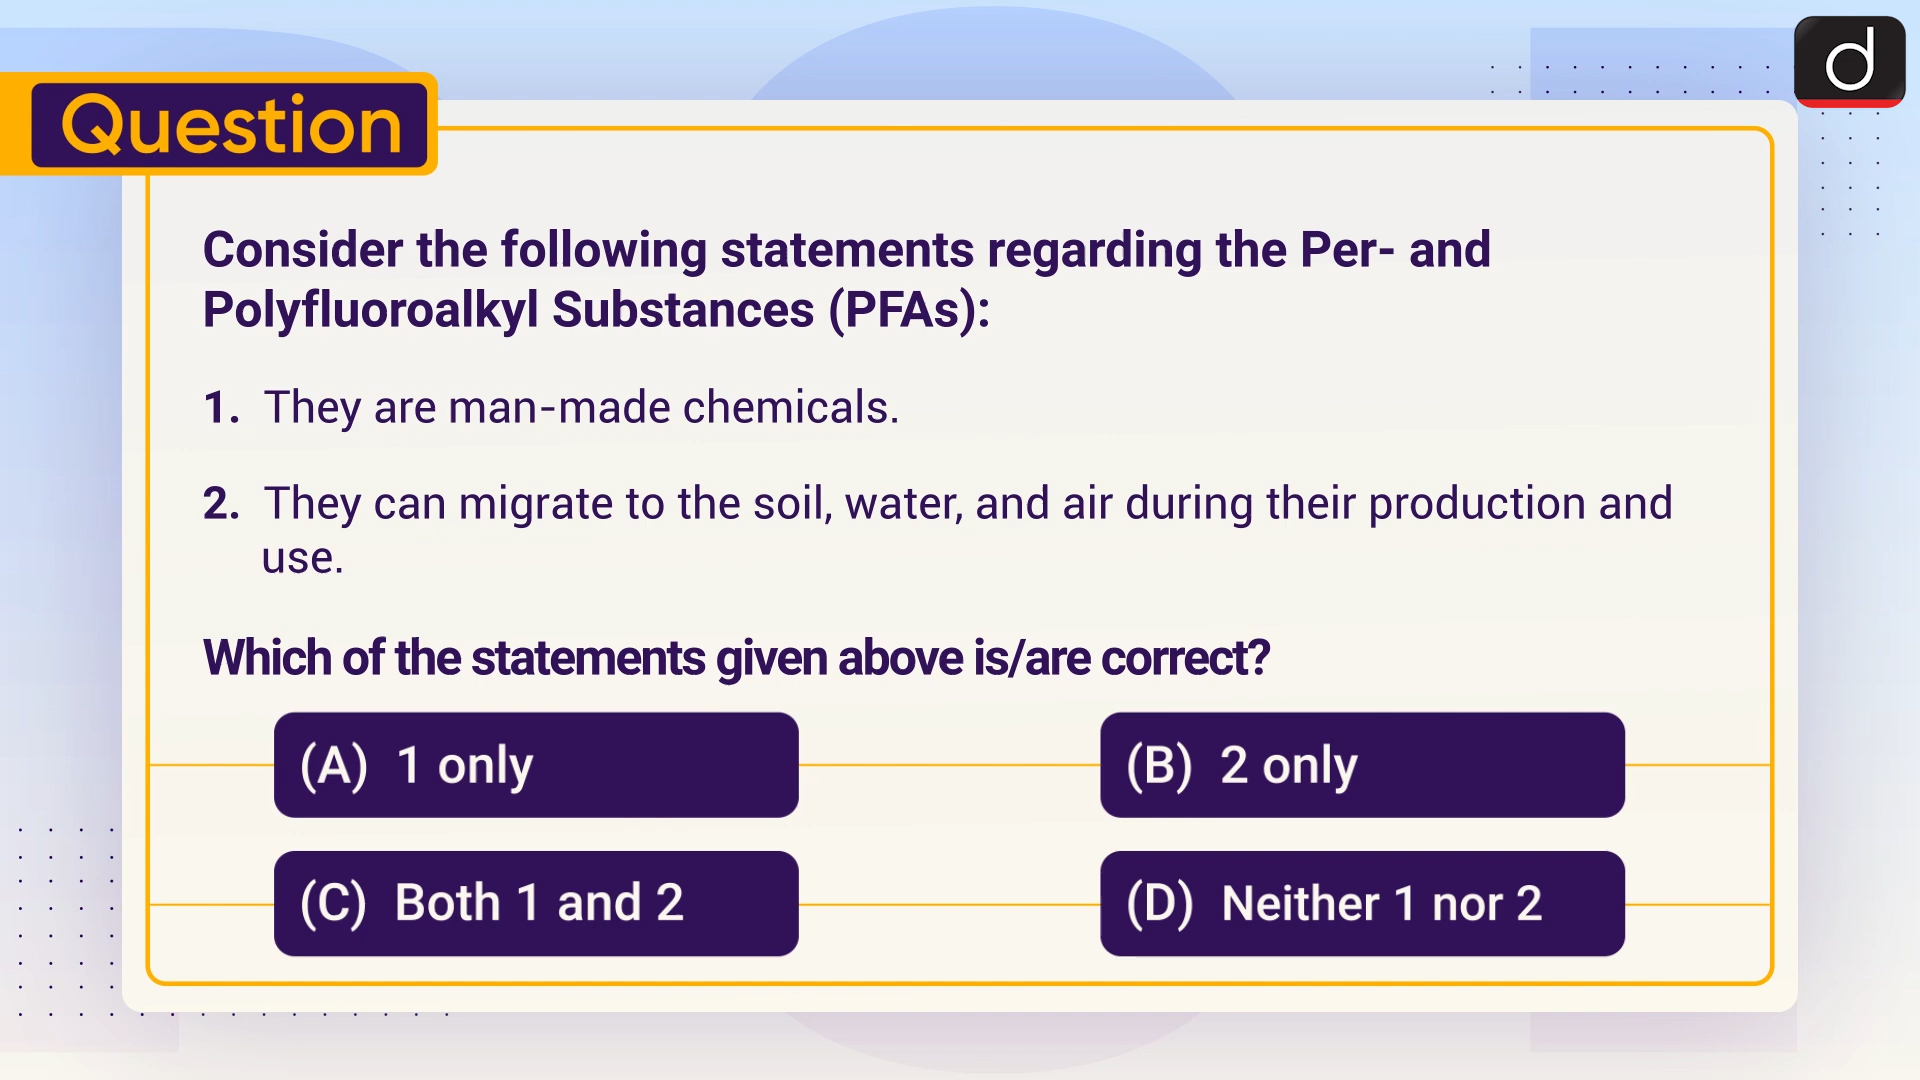 Question
Consider the following statements regarding the Per- and
Polyfluoroalkyl Substances (PFAs):
1. They are man-made chemicals.
2. They can migrate to the soil, water, and air during their production and
use.
Which of the statements given above is/are correct?
(A) 1 only
(B) 2 only
(C) Both 1 and 2
(D) Neither 1 nor 2
d